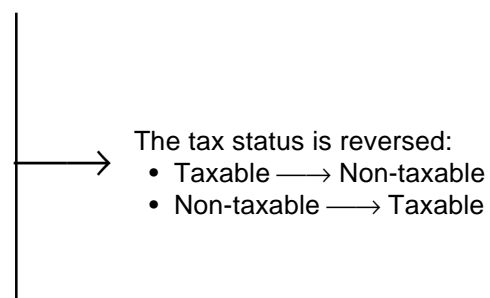 The tax status is reversed:
• Taxable ⟶ Non-taxable
• Non-taxable ⟶ Taxable